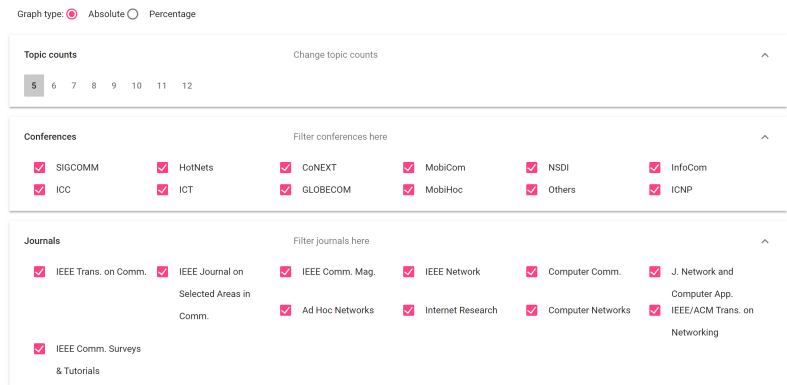 Graph type: Absolute Percentage
Topic counts Change topic counts
5 6 7 8 9 10 11 12
Conferences Filter conferences here
SIGCOMM HotNets CoNEXT MobiCom NSDI InfoCom
ICC ICT GLOBECOM MobiHoc Others ICNP
Journals Filter journals here
IEEE Trans. on Comm. IEEE Journal on IEEE Comm. Mag. IEEE Network Computer Comm. J. Network and
Selected Areas in Computer App.
Comm. Ad Hoc Networks Internet Research Computer Networks IEEE/ACM Trans. on
Networking
IEEE Comm. Surveys
& Tutorials